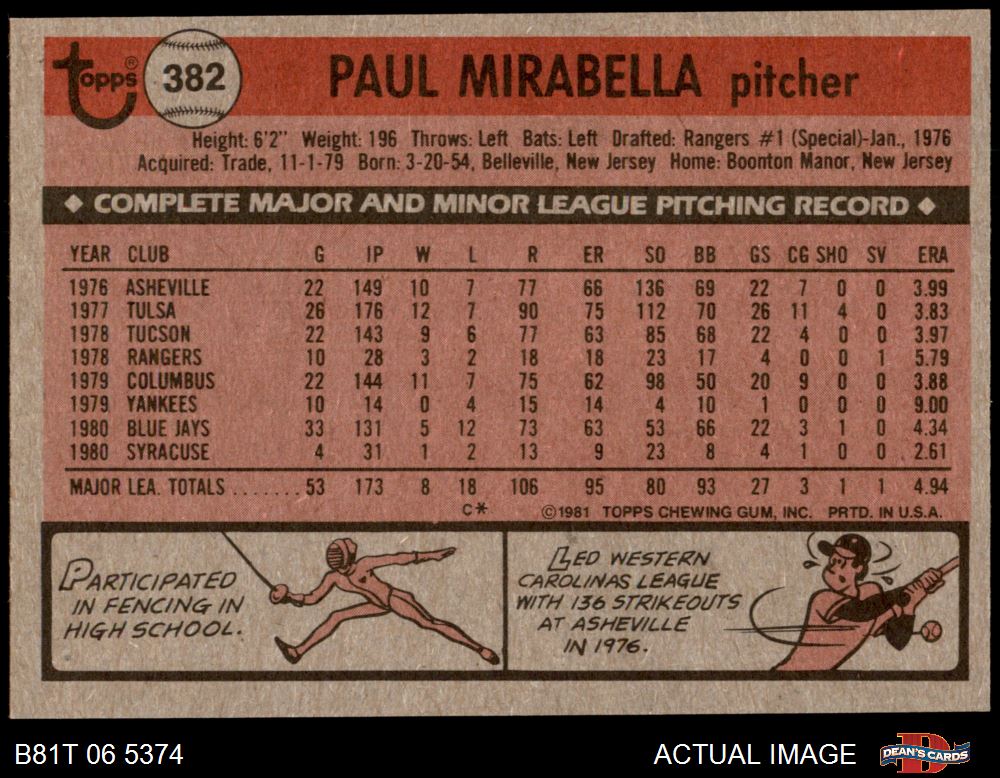 topps®
382
PAUL MIRABELLA pitcher
Height: 6'2" Weight: 196 Throws: Left Bats: Left Drafted: Rangers #1 (Special)-Jan., 1976
Acquired: Trade, 11-1-79 Born: 3-20-54, Belleville, New Jersey Home: Boonton Manor, New Jersey
◆ COMPLETE MAJOR AND MINOR LEAGUE PITCHING RECORD ◆
YEAR CLUB G IP W L R ER SO BB GS CG SHO SV ERA
1976 ASHEVILLE 22 149 10 7 77 66 136 69 22 7 0 0 3.99
1977 TULSA 26 176 12 7 90 75 112 70 26 11 4 0 3.83
1978 TUCSON 22 143 9 6 77 63 85 68 22 4 0 0 3.97
1978 RANGERS 10 28 3 2 18 18 23 17 4 0 0 1 5.79
1979 COLUMBUS 22 144 11 7 75 62 98 50 20 9 0 0 3.88
1979 YANKEES 10 14 0 4 15 14 4 10 1 0 0 0 9.00
1980 BLUE JAYS 33 131 5 12 73 63 53 66 22 3 1 0 4.34
1980 SYRACUSE 4 31 1 2 13 9 23 8 4 1 0 0 2.61
MAJOR LEA. TOTALS ....... 53 173 8 18 106 95 80 93 27 3 1 1 4.94
C* ©1981 TOPPS CHEWING GUM, INC. PRTD. IN U.S.A.
PARTICIPATED
IN FENCING IN
HIGH SCHOOL.
LED WESTERN
CAROLINAS LEAGUE
WITH 136 STRIKEOUTS
AT ASHEVILLE
IN 1976.
B81T 06 5374
ACTUAL IMAGE
DEAN'S CARDS